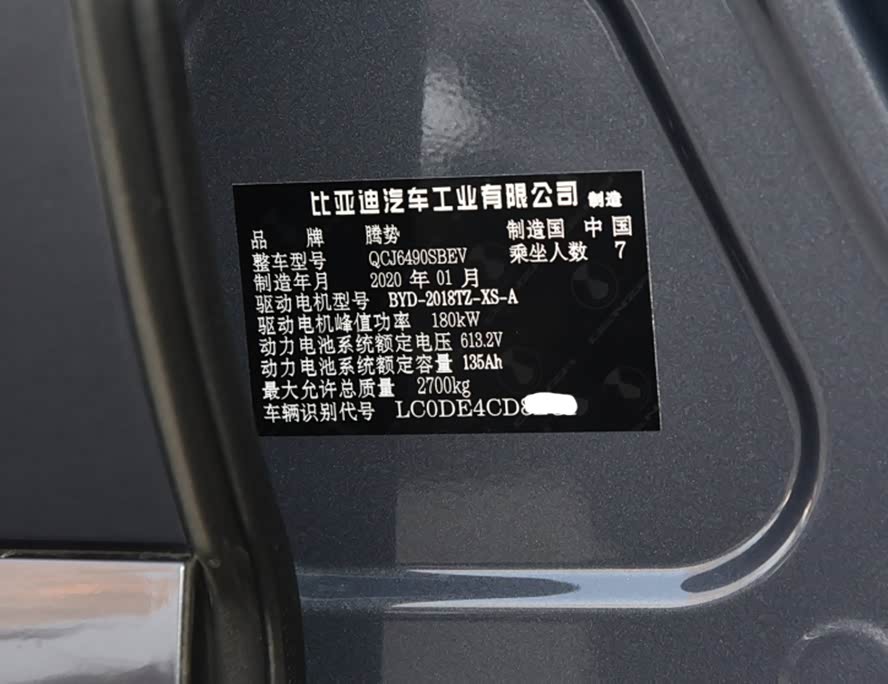 比亚迪汽车工业有限公司 制造
品 牌 腾势 制造国 中国
整车型号 QCJ6490SBEV 乘坐人数 7
制造年月 2020 年 01 月
驱动电机型号 BYD-2018TZ-XS-A
驱动电机峰值功率 180kW
动力电池系统额定电压 613.2V
动力电池系统额定容量 135Ah
最大允许总质量 2700kg
车辆识别代号 LC0DE4CD